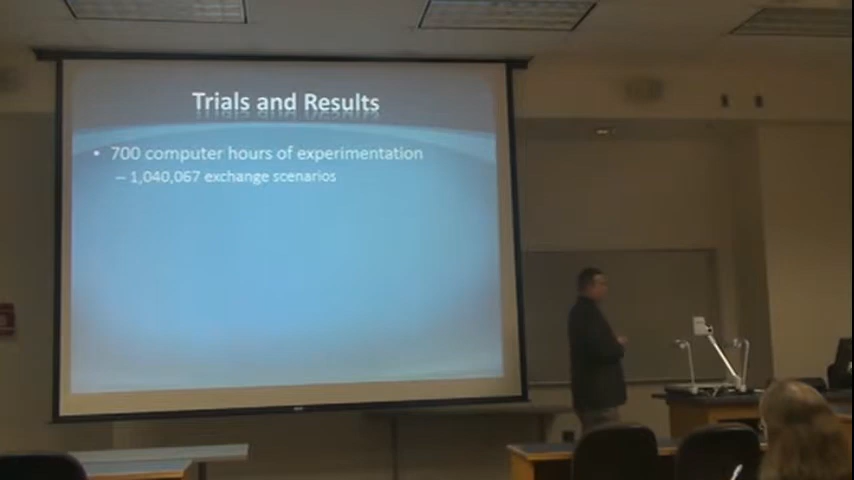 Trials and Results
• 700 computer hours of experimentation
– 1,040,067 exchange scenarios